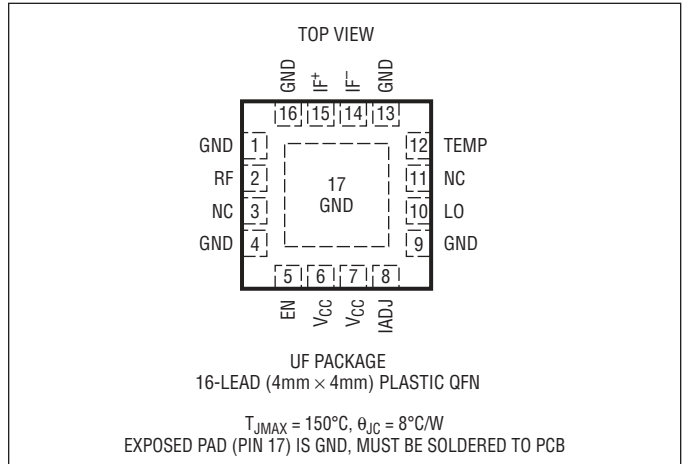 TOP VIEW
GND IF+ IF– GND
16 15 14 13
GND 1 12 TEMP
RF 2 11 NC
17
GND
NC 3 10 LO
GND 4 9 GND
5 6 7 8
EN VCC VCC IADJ
UF PACKAGE
16-LEAD (4mm × 4mm) PLASTIC QFN
TJMAX = 150°C, θJC = 8°C/W
EXPOSED PAD (PIN 17) IS GND, MUST BE SOLDERED TO PCB